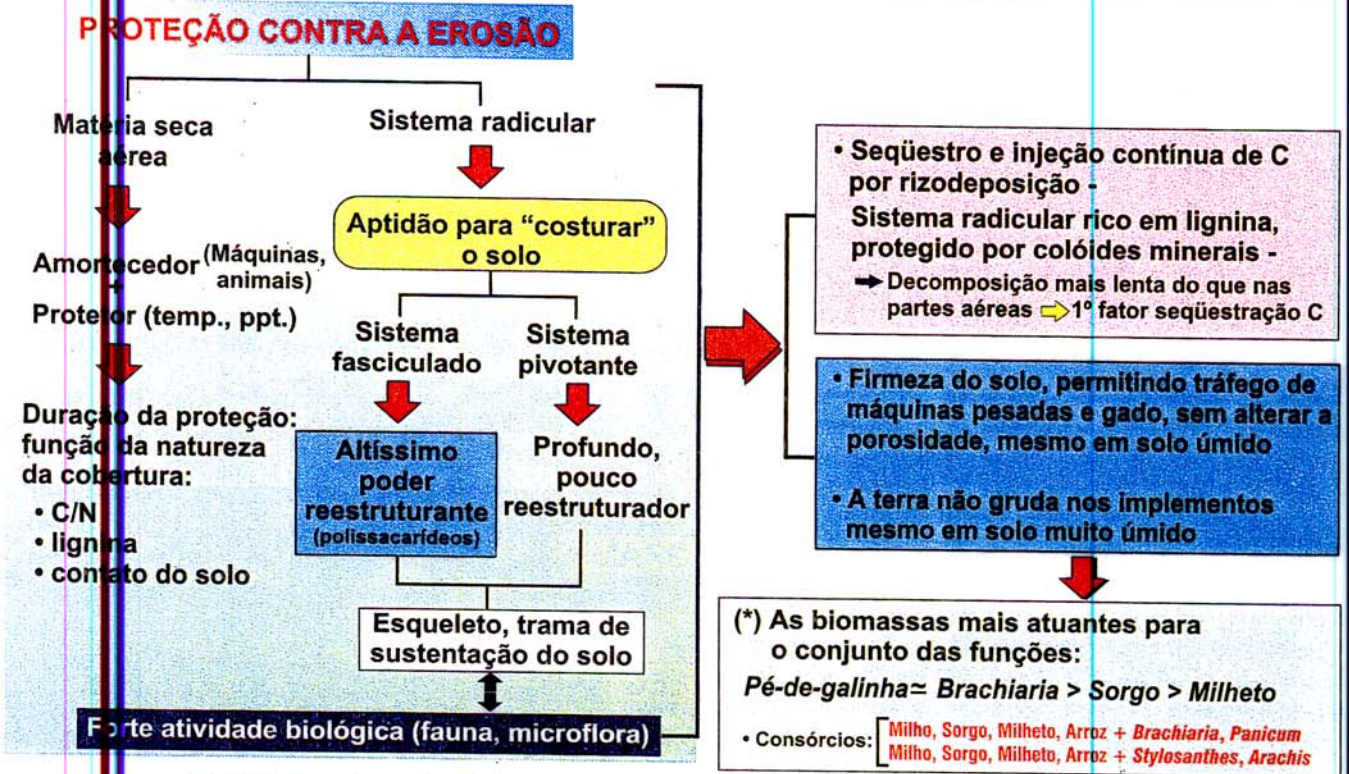 PROTEÇÃO CONTRA A EROSÃO
Matéria seca
aérea
Amortecedor (Máquinas,
animais)
+
Protetor (temp., ppt.)
Duração da proteção:
função da natureza
da cobertura:
• C/N
• lignina
• contato do solo
Sistema radicular
Aptidão para “costurar”
o solo
Sistema
fasciculado
Altíssimo
poder
reestruturante
(polissacarídeos)
Sistema
pivotante
Profundo,
pouco
reestruturador
Esqueleto, trama de
sustentação do solo
Forte atividade biológica (fauna, microflora)
• Seqüestro e injeção contínua de C
por rizodeposição -
Sistema radicular rico em lignina,
protegido por colóides minerais -
➡ Decomposição mais lenta do que nas
partes aéreas ⇨ 1º fator seqüestração C
• Firmeza do solo, permitindo tráfego de
máquinas pesadas e gado, sem alterar a
porosidade, mesmo em solo úmido
• A terra não gruda nos implementos
mesmo em solo muito úmido
(*) As biomassas mais atuantes para
o conjunto das funções:
Pé-de-galinha≃ Brachiaria > Sorgo > Milheto
• Consórcios:
Milho, Sorgo, Milheto, Arroz + Brachiaria, Panicum
Milho, Sorgo, Milheto, Arroz + Stylosanthes, Arachis